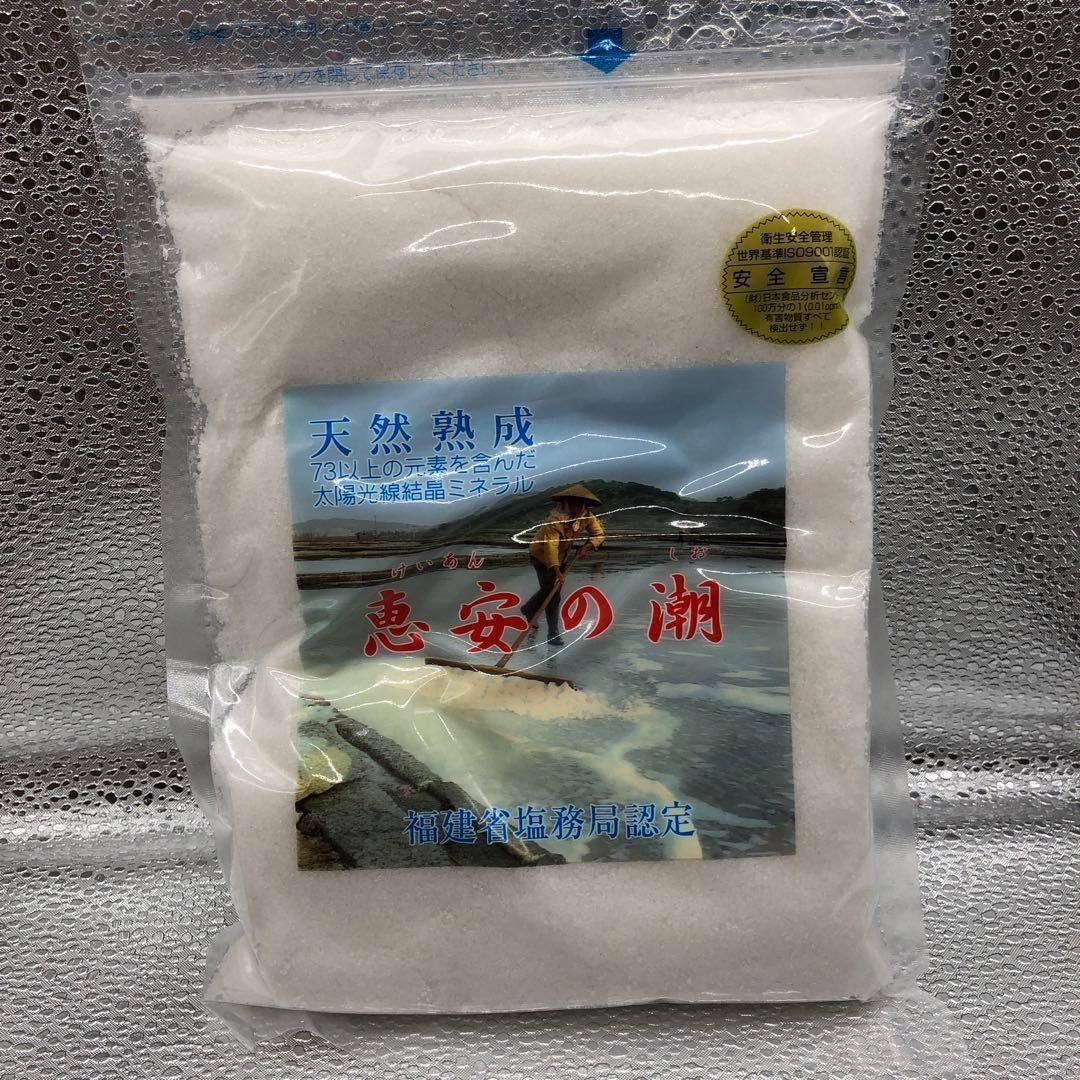 チャックを閉じて保存してください。
衛生安全管理
世界基準ISO9001認証
安全宣言
(財)日本食品分析セン
100万分の1(0.01ppm
有害物質すべて
検出せず！！
天然熟成
73以上の元素を含んだ
太陽光線結晶ミネラル
けいあん しお
恵安の潮
福建省塩務局認定